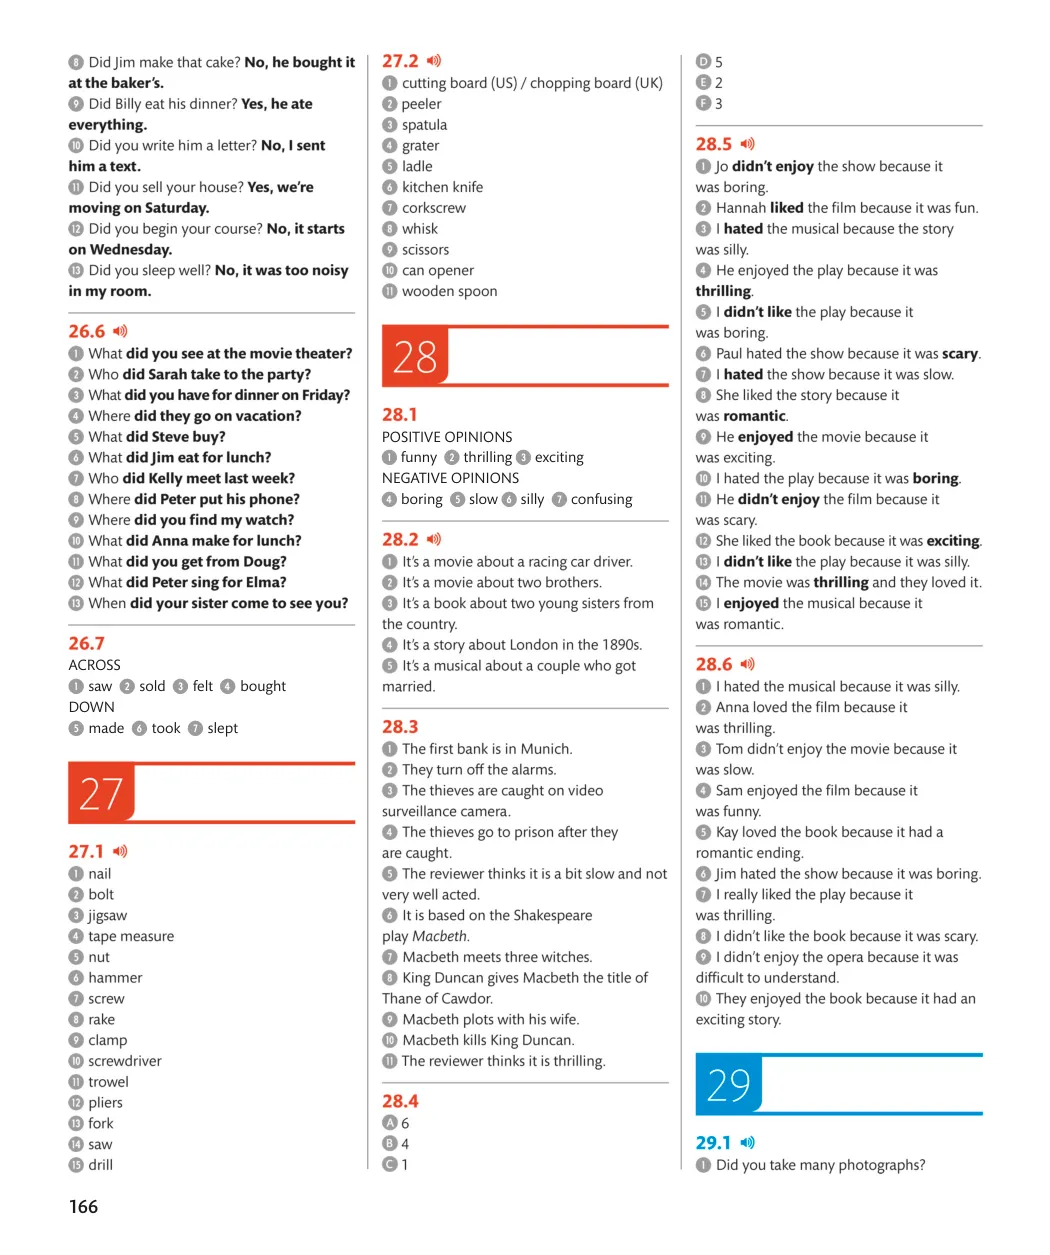 8 Did Jim make that cake? No, he bought it
at the baker's.
9 Did Billy eat his dinner? Yes, he ate
everything.
10 Did you write him a letter? No, I sent
him a text.
11 Did you sell your house? Yes, we're
moving on Saturday.
12 Did you begin your course? No, it starts
on Wednesday.
13 Did you sleep well? No, it was too noisy
in my room.
26.6
1 What did you see at the movie theater?
2 Who did Sarah take to the party?
3 What did you have for dinner on Friday?
4 Where did they go on vacation?
5 What did Steve buy?
6 What did Jim eat for lunch?
7 Who did Kelly meet last week?
8 Where did Peter put his phone?
9 Where did you find my watch?
10 What did Anna make for lunch?
11 What did you get from Doug?
12 What did Peter sing for Elma?
13 When did your sister come to see you?
26.7
ACROSS
1 saw 2 sold 3 felt 4 bought
DOWN
5 made 6 took 7 slept
27
27.1
1 nail
2 bolt
3 jigsaw
4 tape measure
5 nut
6 hammer
7 screw
8 rake
9 clamp
10 screwdriver
11 trowel
12 pliers
13 fork
14 saw
15 drill
27.2
1 cutting board (US) / chopping board (UK)
2 peeler
3 spatula
4 grater
5 ladle
6 kitchen knife
7 corkscrew
8 whisk
9 scissors
10 can opener
11 wooden spoon
28
28.1
POSITIVE OPINIONS
1 funny 2 thrilling 3 exciting
NEGATIVE OPINIONS
4 boring 5 slow 6 silly 7 confusing
28.2
1 It's a movie about a racing car driver.
2 It's a movie about two brothers.
3 It's a book about two young sisters from
the country.
4 It's a story about London in the 1890s.
5 It's a musical about a couple who got
married.
28.3
1 The first bank is in Munich.
2 They turn off the alarms.
3 The thieves are caught on video
surveillance camera.
4 The thieves go to prison after they
are caught.
5 The reviewer thinks it is a bit slow and not
very well acted.
6 It is based on the Shakespeare
play Macbeth.
7 Macbeth meets three witches.
8 King Duncan gives Macbeth the title of
Thane of Cawdor.
9 Macbeth plots with his wife.
10 Macbeth kills King Duncan.
11 The reviewer thinks it is thrilling.
28.4
A 6
B 4
C 1
D 5
E 2
F 3
28.5
1 Jo didn't enjoy the show because it
was boring.
2 Hannah liked the film because it was fun.
3 I hated the musical because the story
was silly.
4 He enjoyed the play because it was
thrilling.
5 I didn't like the play because it
was boring.
6 Paul hated the show because it was scary.
7 I hated the show because it was slow.
8 She liked the story because it
was romantic.
9 He enjoyed the movie because it
was exciting.
10 I hated the play because it was boring.
11 He didn't enjoy the film because it
was scary.
12 She liked the book because it was exciting.
13 I didn't like the play because it was silly.
14 The movie was thrilling and they loved it.
15 I enjoyed the musical because it
was romantic.
28.6
1 I hated the musical because it was silly.
2 Anna loved the film because it
was thrilling.
3 Tom didn't enjoy the movie because it
was slow.
4 Sam enjoyed the film because it
was funny.
5 Kay loved the book because it had a
romantic ending.
6 Jim hated the show because it was boring.
7 I really liked the play because it
was thrilling.
8 I didn't like the book because it was scary.
9 I didn't enjoy the opera because it was
difficult to understand.
10 They enjoyed the book because it had an
exciting story.
29
29.1
1 Did you take many photographs?
166